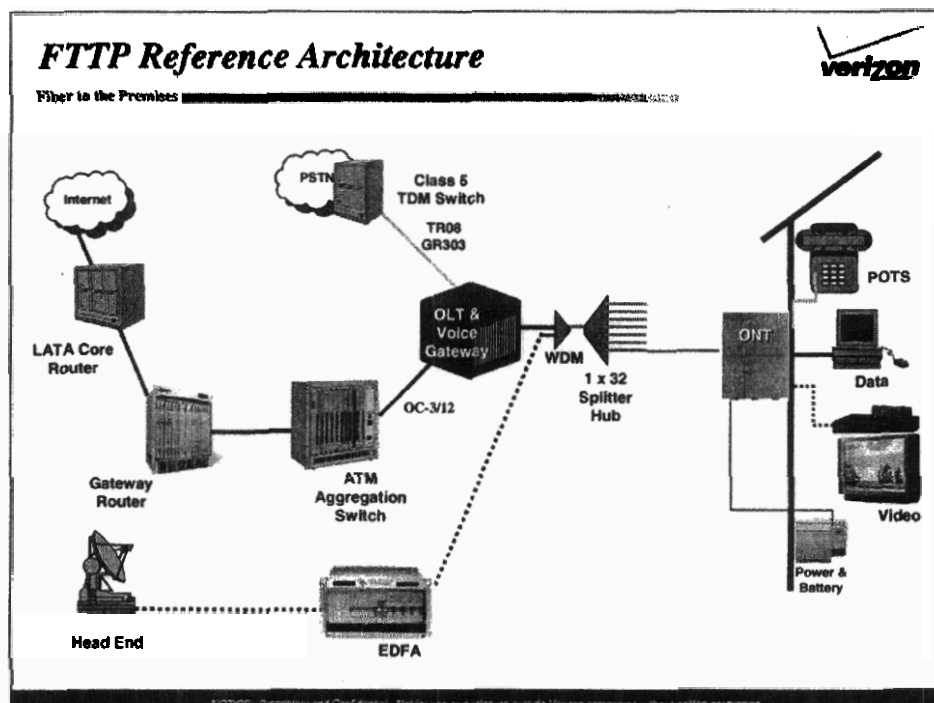 FTTP Reference Architecture
verizon
Fiber to the Premises
Internet
PSTN
Class 5
TDM Switch
TR08
GR303
LATA Core
Router
OLT &
Voice
Gateway
WDM
1 x 32
Splitter
Hub
ONT
POTS
Data
Video
Power &
Battery
OC-3/12
Gateway
Router
ATM
Aggregation
Switch
Head End
EDFA